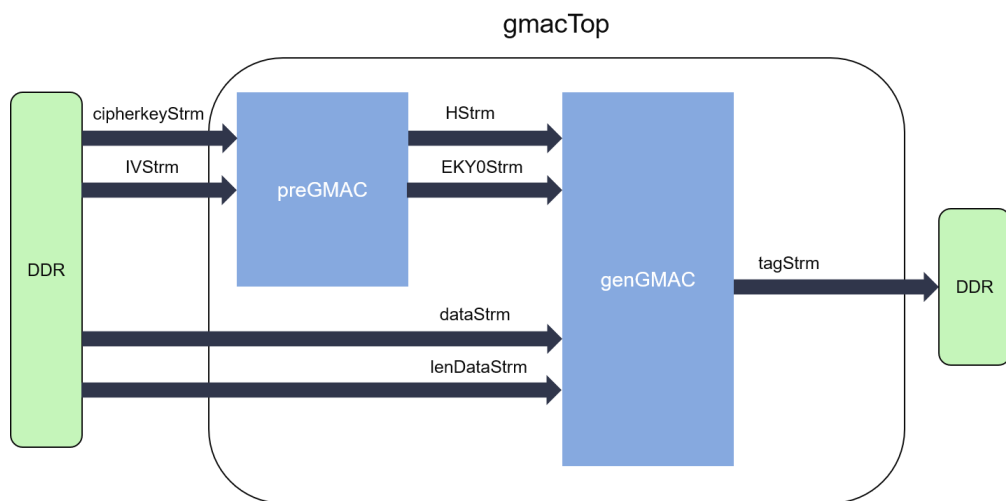 gmacTop
cipherkeyStrm
HStrm
IVStrm
EKY0Strm
preGMAC
DDR
genGMAC
tagStrm
DDR
dataStrm
lenDataStrm